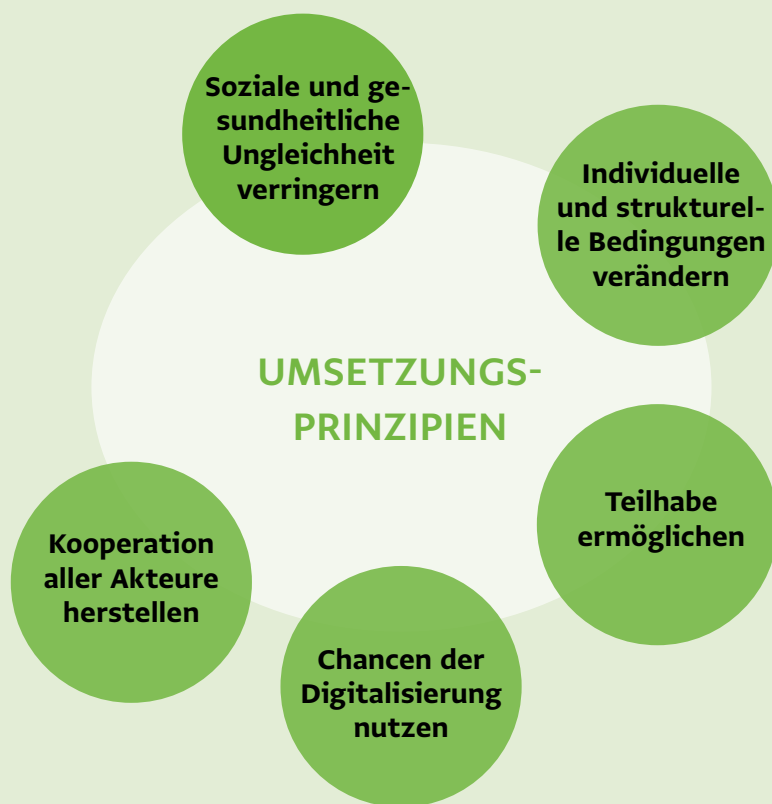 Soziale und ge-
sundheitliche
Ungleichheit
verringern
Individuelle
und strukturel-
le Bedingungen
verändern
UMSETZUNGS-
PRINZIPIEN
Teilhabe
ermöglichen
Kooperation
aller Akteure
herstellen
Chancen der
Digitalisierung
nutzen